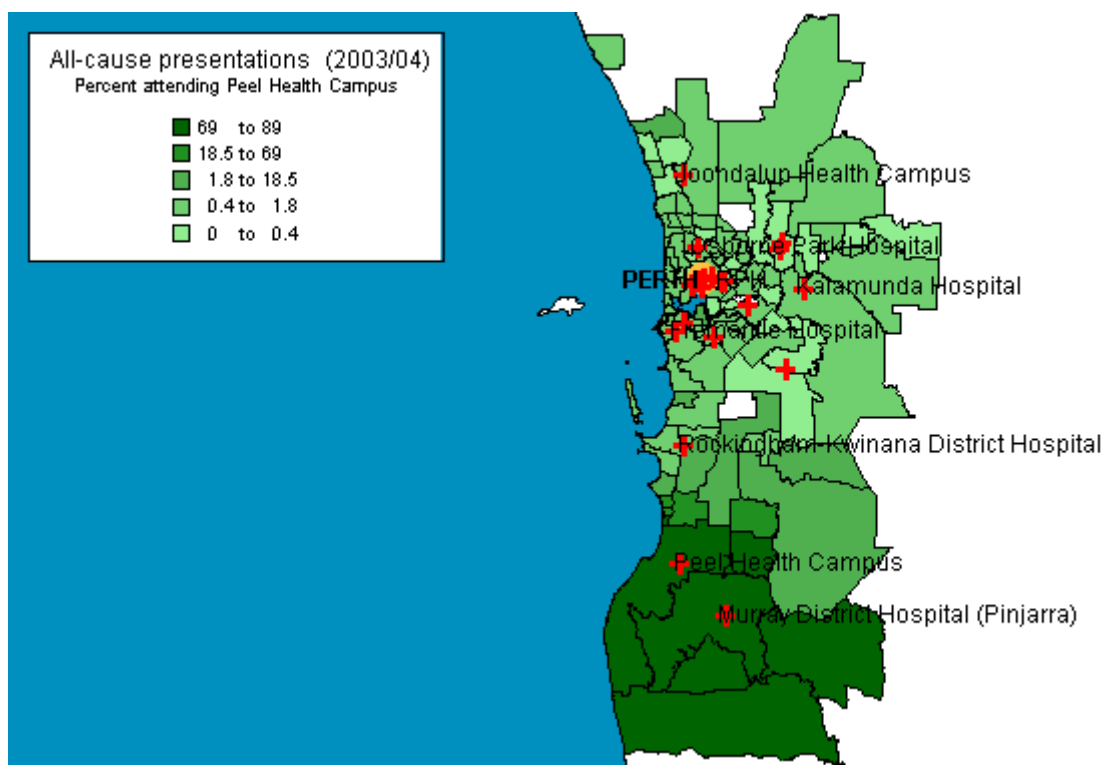 All-cause presentations (2003/04)
Percent attending Peel Health Campus
69 to 89
18.5 to 69
1.8 to 18.5
0.4 to 1.8
0 to 0.4
Joondalup Health Campus
Osborne Park Hospital
PERTH
Kalamunda Hospital
Fremantle Hospital
Rockingham-Kwinana District Hospital
Peel Health Campus
Murray District Hospital (Pinjarra)